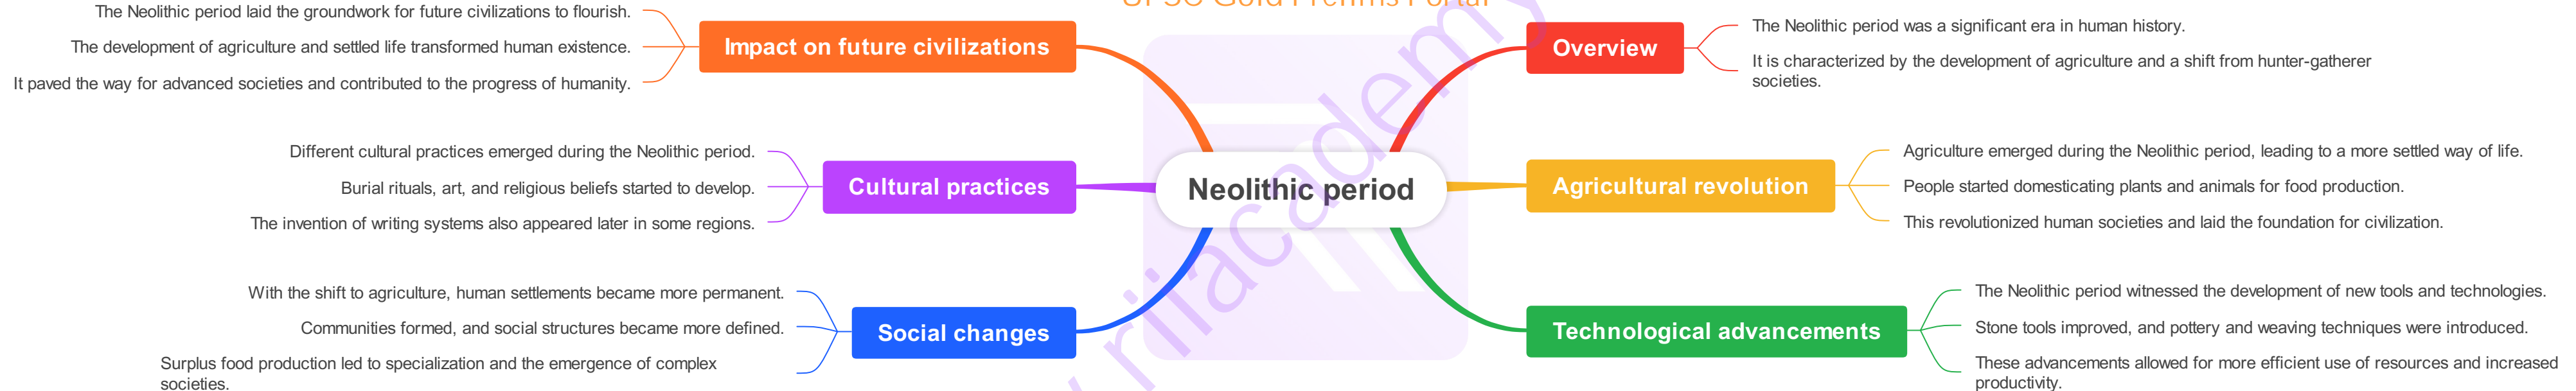 UPSC Gold Prelims Portal
The Neolithic period laid the groundwork for future civilizations to flourish.
The development of agriculture and settled life transformed human existence.
It paved the way for advanced societies and contributed to the progress of humanity.
Impact on future civilizations
Different cultural practices emerged during the Neolithic period.
Burial rituals, art, and religious beliefs started to develop.
The invention of writing systems also appeared later in some regions.
Cultural practices
With the shift to agriculture, human settlements became more permanent.
Communities formed, and social structures became more defined.
Surplus food production led to specialization and the emergence of complex
societies.
Social changes
Neolithic period
Overview
The Neolithic period was a significant era in human history.
It is characterized by the development of agriculture and a shift from hunter-gatherer
societies.
Agricultural revolution
Agriculture emerged during the Neolithic period, leading to a more settled way of life.
People started domesticating plants and animals for food production.
This revolutionized human societies and laid the foundation for civilization.
Technological advancements
The Neolithic period witnessed the development of new tools and technologies.
Stone tools improved, and pottery and weaving techniques were introduced.
These advancements allowed for more efficient use of resources and increased
productivity.